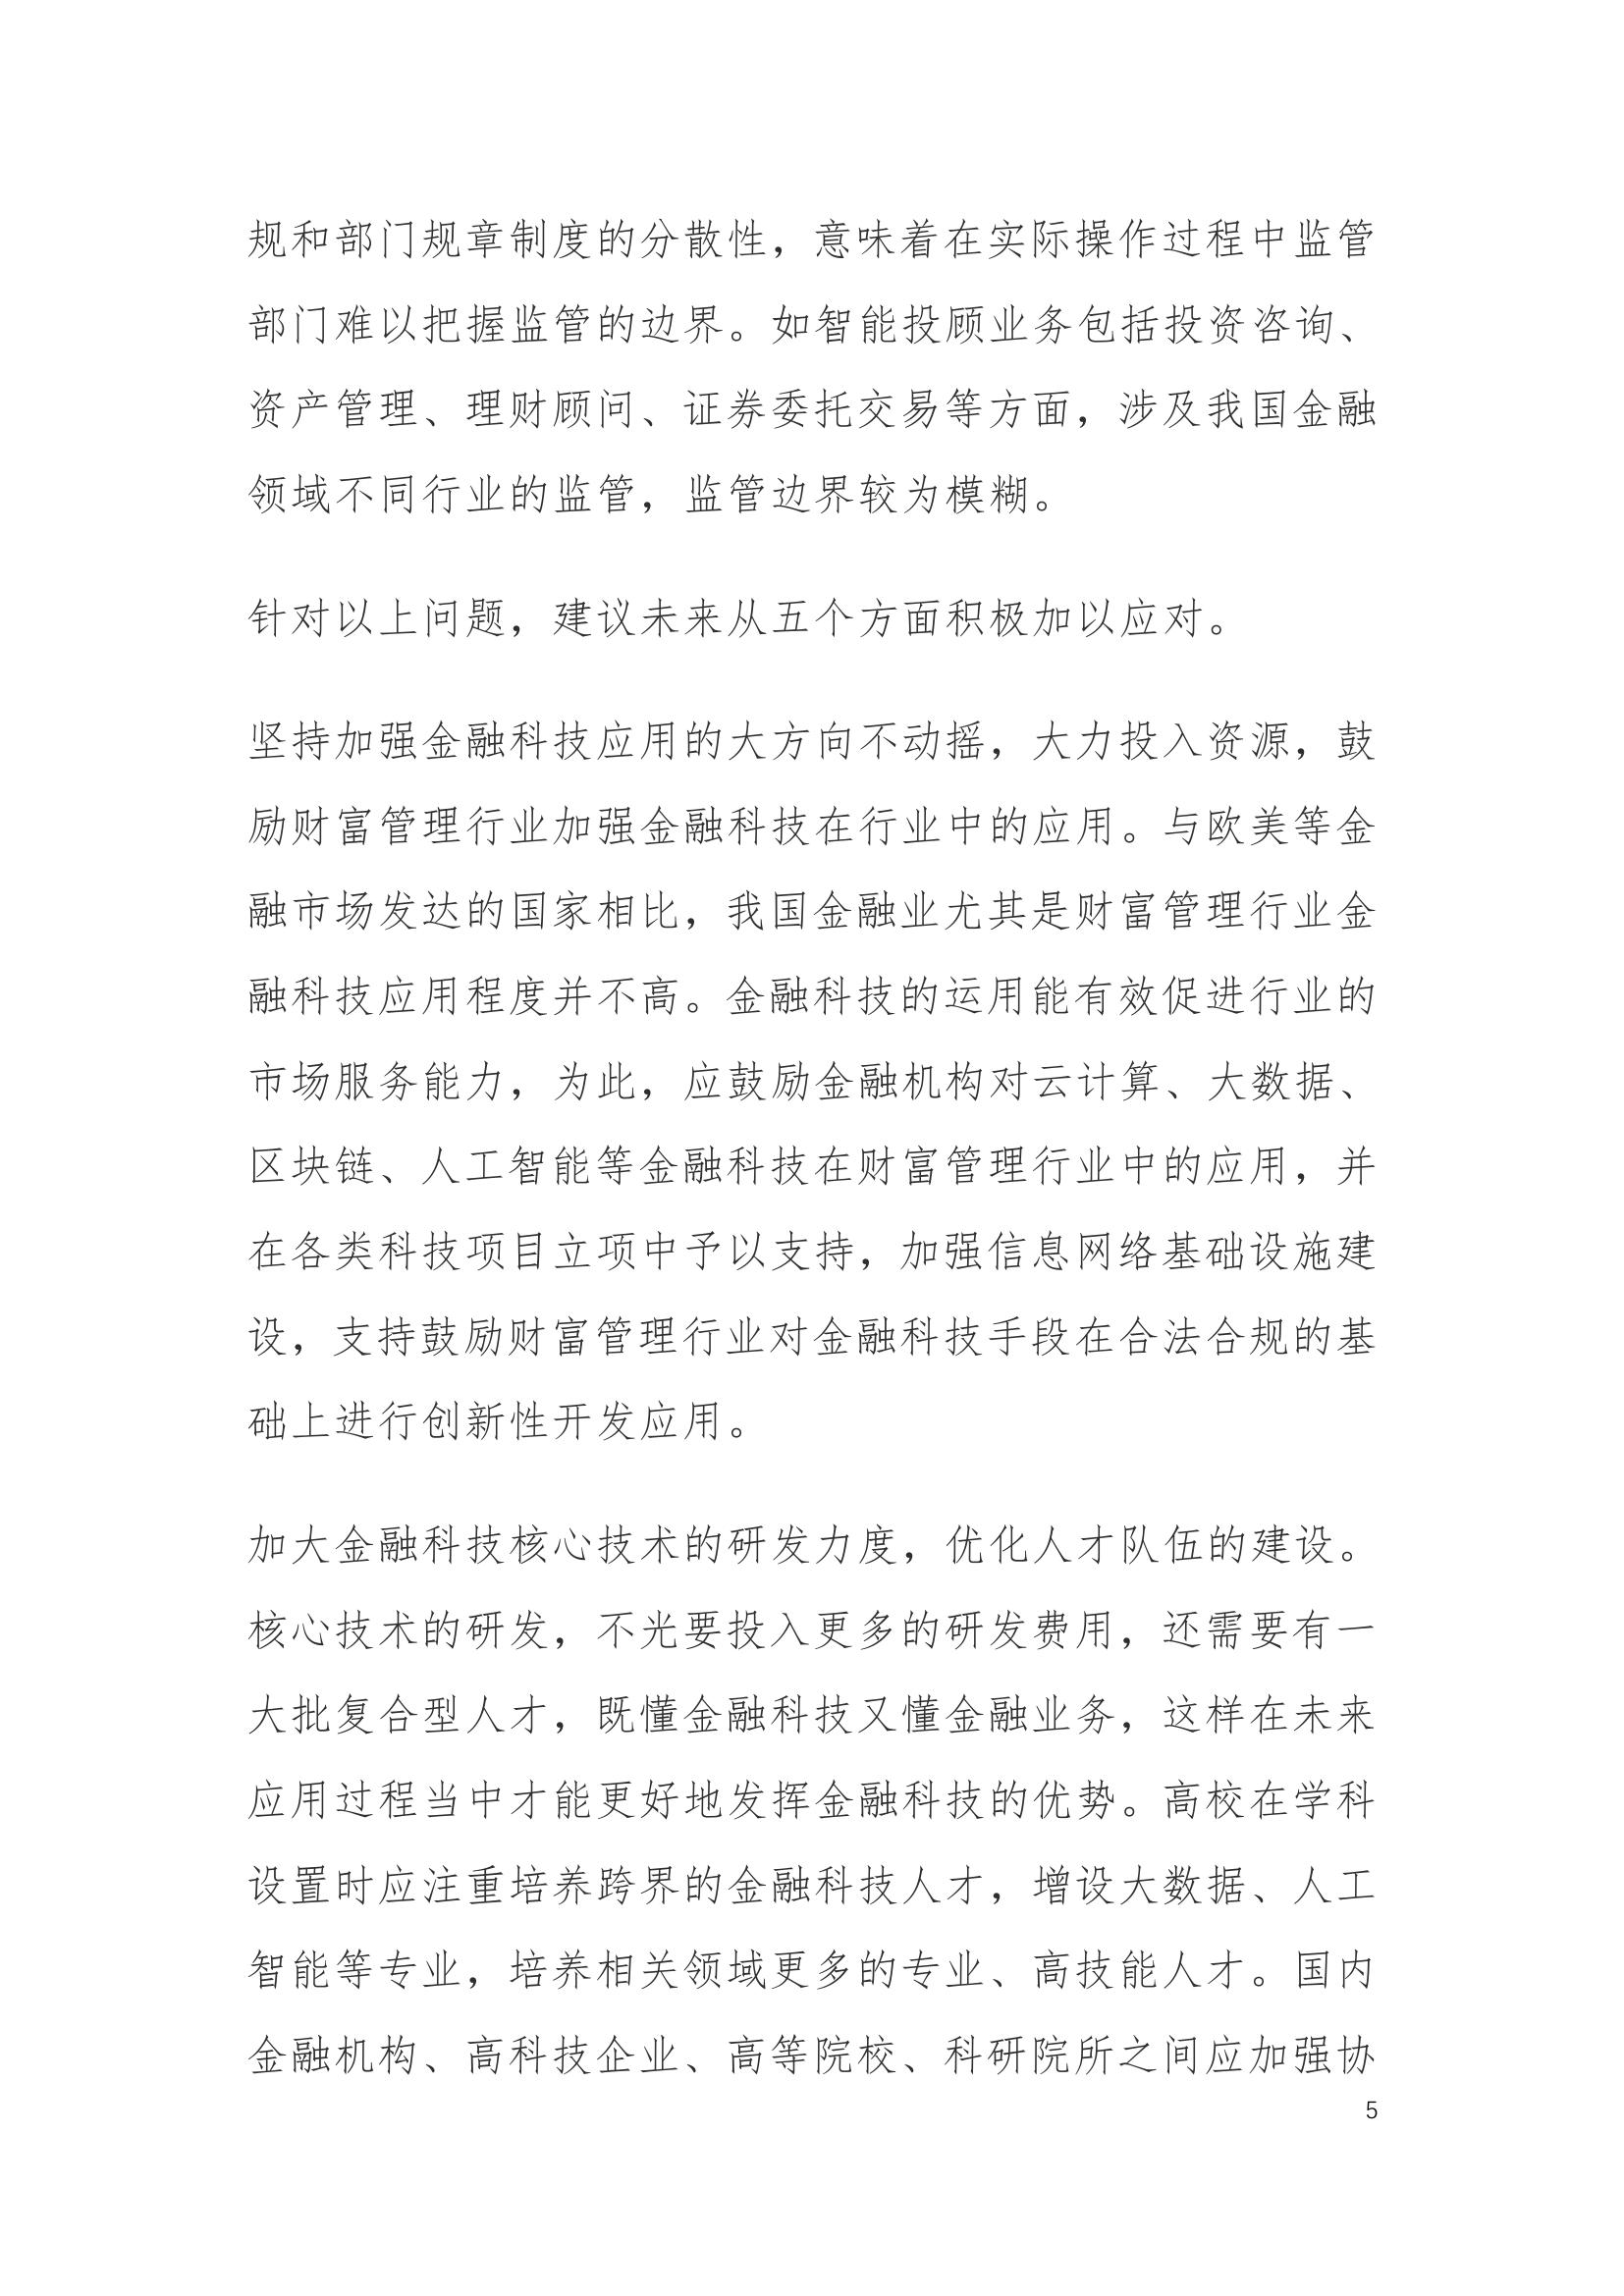 规和部门规章制度的分散性，意味着在实际操作过程中监管
部门难以把握监管的边界。如智能投顾业务包括投资咨询、
资产管理、理财顾问、证券委托交易等方面，涉及我国金融
领域不同行业的监管，监管边界较为模糊。
针对以上问题，建议未来从五个方面积极加以应对。
坚持加强金融科技应用的大方向不动摇，大力投入资源，鼓
励财富管理行业加强金融科技在行业中的应用。与欧美等金
融市场发达的国家相比，我国金融业尤其是财富管理行业金
融科技应用程度并不高。金融科技的运用能有效促进行业的
市场服务能力，为此，应鼓励金融机构对云计算、大数据、
区块链、人工智能等金融科技在财富管理行业中的应用，并
在各类科技项目立项中予以支持，加强信息网络基础设施建
设，支持鼓励财富管理行业对金融科技手段在合法合规的基
础上进行创新性开发应用。
加大金融科技核心技术的研发力度，优化人才队伍的建设。
核心技术的研发，不光要投入更多的研发费用，还需要有一
大批复合型人才，既懂金融科技又懂金融业务，这样在未来
应用过程当中才能更好地发挥金融科技的优势。高校在学科
设置时应注重培养跨界的金融科技人才，增设大数据、人工
智能等专业，培养相关领域更多的专业、高技能人才。国内
金融机构、高科技企业、高等院校、科研院所之间应加强协
5